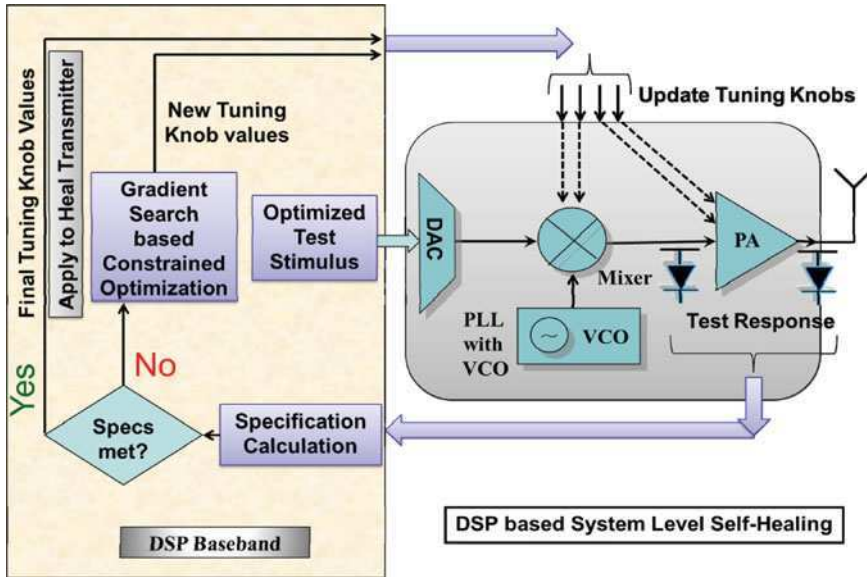 Final Tuning Knob Values
Apply to Heal Transmitter
New Tuning
Knob values
Update Tuning Knobs
Gradient
Search
based
Constrained
Optimization
Optimized
Test
Stimulus
DAC
Mixer
PA
PLL
with
VCO
~
VCO
Test Response
Yes
No
Specs
met?
Specification
Calculation
DSP Baseband
DSP based System Level Self-Healing